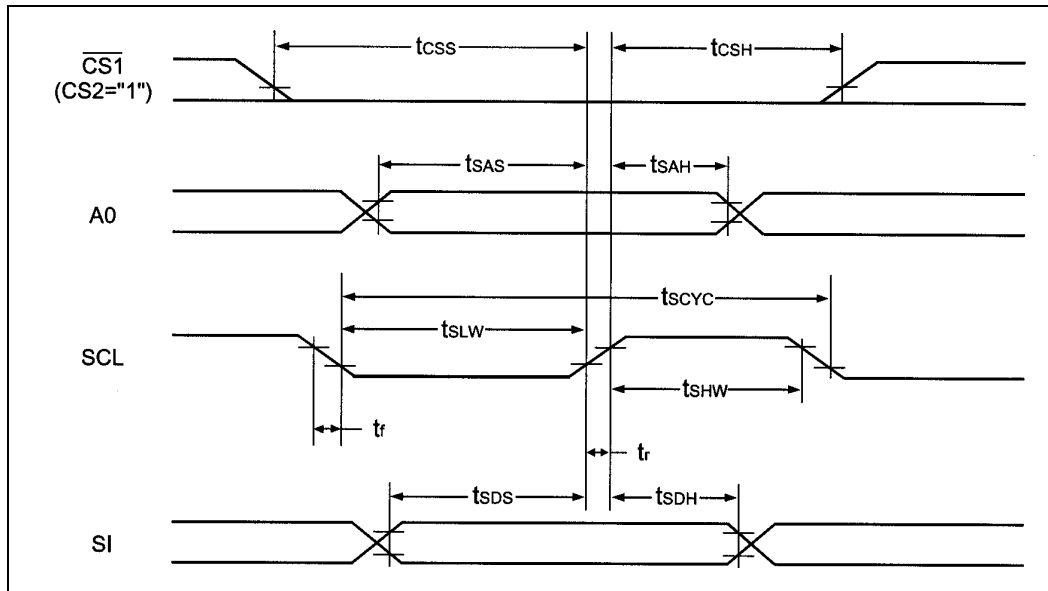 tCSS
tCSH
CS1
(CS2="1")
tSAS
tSAH
A0
tSCYC
tSLW
SCL
tSHW
tf
tr
tSDS
tSDH
SI